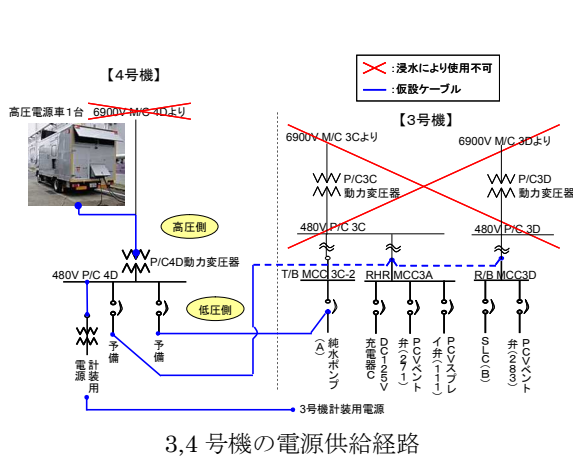 【4号機】
高圧電源車1台
6900V M/C 4Dより
:浸水により使用不可
:仮設ケーブル
【3号機】
6900V M/C 3Cより
6900V M/C 3Dより
P/C3C
動力変圧器
P/C3D
動力変圧器
高圧側
480V P/C 3C
480V P/C 3D
P/C4D動力変圧器
480V P/C 4D
T/B MCC 3C-2
RHR MCC3A
R/B MCC3D
低圧側
計装用
電源
予備
予備
純水ポンプ
(A)
DC125V
充電器C
PCVベント
弁(271)
PCVスプレ
イ弁(111)
SLC(B)
PCVベント
弁(283)
3号機計装用電源
3,4 号機の電源供給経路